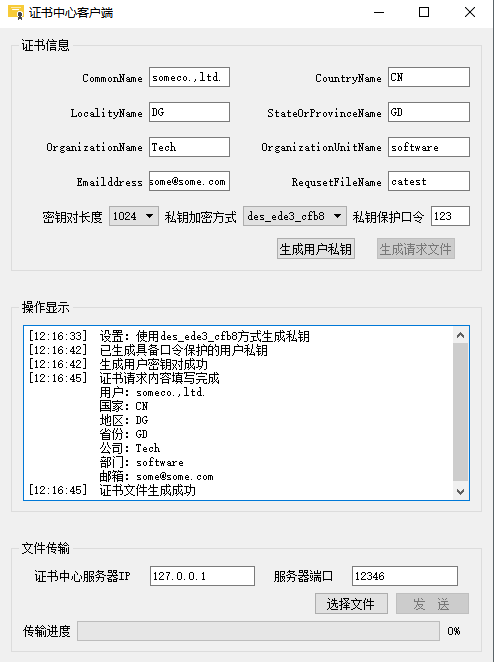 证书中心客户端
证书信息
CommonName someco.,ltd. CountryName CN
LocalityName DG StateOrProvinceName GD
OrganizationName Tech OrganizationUnitName software
Emailddress some@some.com RequsetFileName catest
密钥对长度 1024 私钥加密方式 des_ede3_cfb8 私钥保护口令 123
生成用户私钥 生成请求文件
操作显示
[12:16:33] 设置：使用des_ede3_cfb8方式生成私钥
[12:16:42] 已生成具备口令保护的用户私钥
[12:16:42] 生成用户密钥对成功
[12:16:45] 证书请求内容填写完成
用户：someco.,ltd.
国家：CN
地区：DG
省份：GD
公司：Tech
部门：software
邮箱：some@some.com
[12:16:45] 证书文件生成成功
文件传输
证书中心服务器IP 127.0.0.1 服务器端口 12346
选择文件 发 送
传输进度 0%